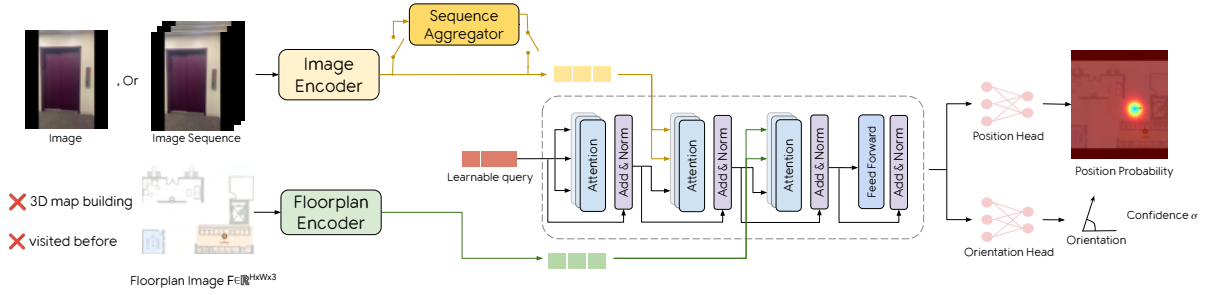 Sequence
Aggregator
Image
Encoder
, Or
Image
Image Sequence
Learnable query
Attention
Add & Norm
Attention
Add & Norm
Attention
Add & Norm
Feed Forward
Add & Norm
Position Head
Position Probability
3D map building
visited before
Floorplan
Encoder
Floorplan Image F∈ℝᴴˣᵂˣ³
Orientation Head
Orientation
Confidence σ